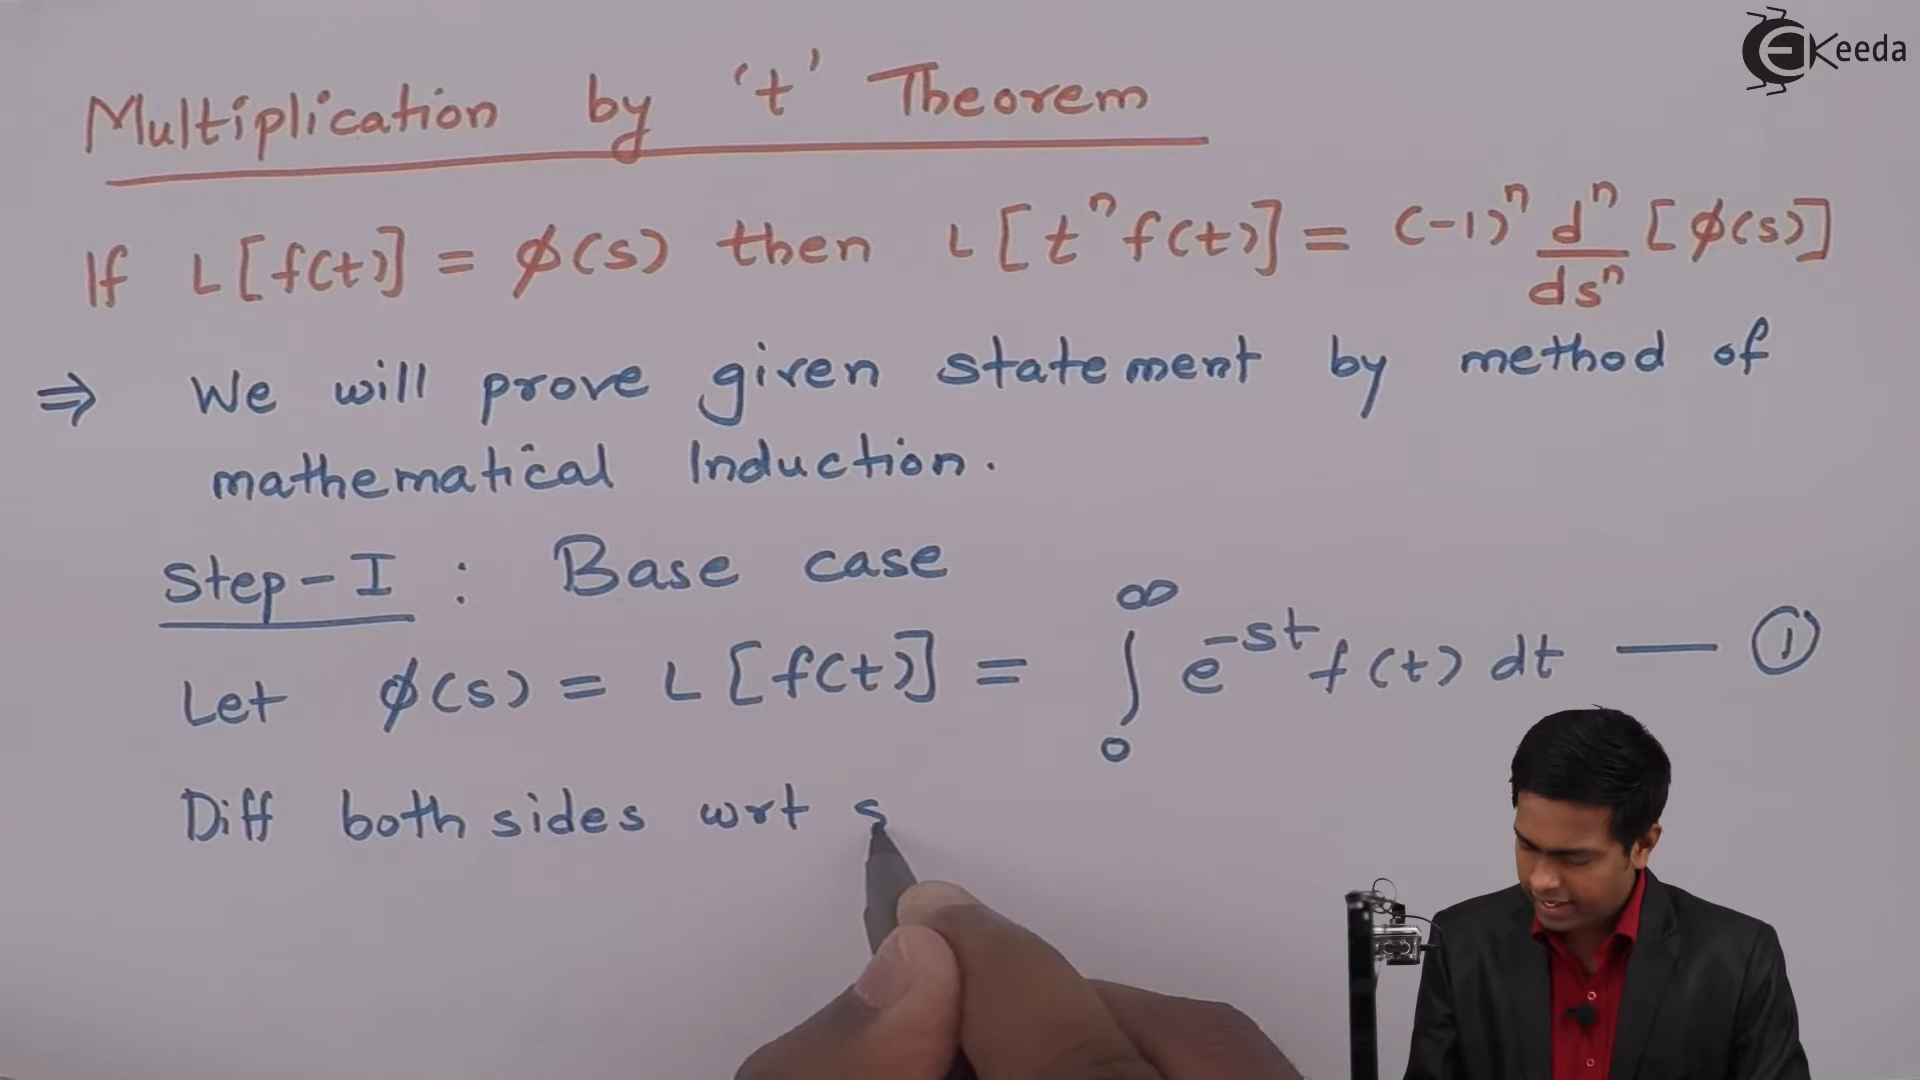 Keeda
Multiplication by 't' Theorem
If L[f(t)] = φ(s) then L[tⁿf(t)] = (-1)ⁿ dⁿ/dsⁿ [φ(s)]
⇒ We will prove given statement by method of
mathematical Induction.
Step-I : Base case
Let φ(s) = L[f(t)] = ∫₀^∞ e^-st f(t) dt — ①
Diff both sides wrt s